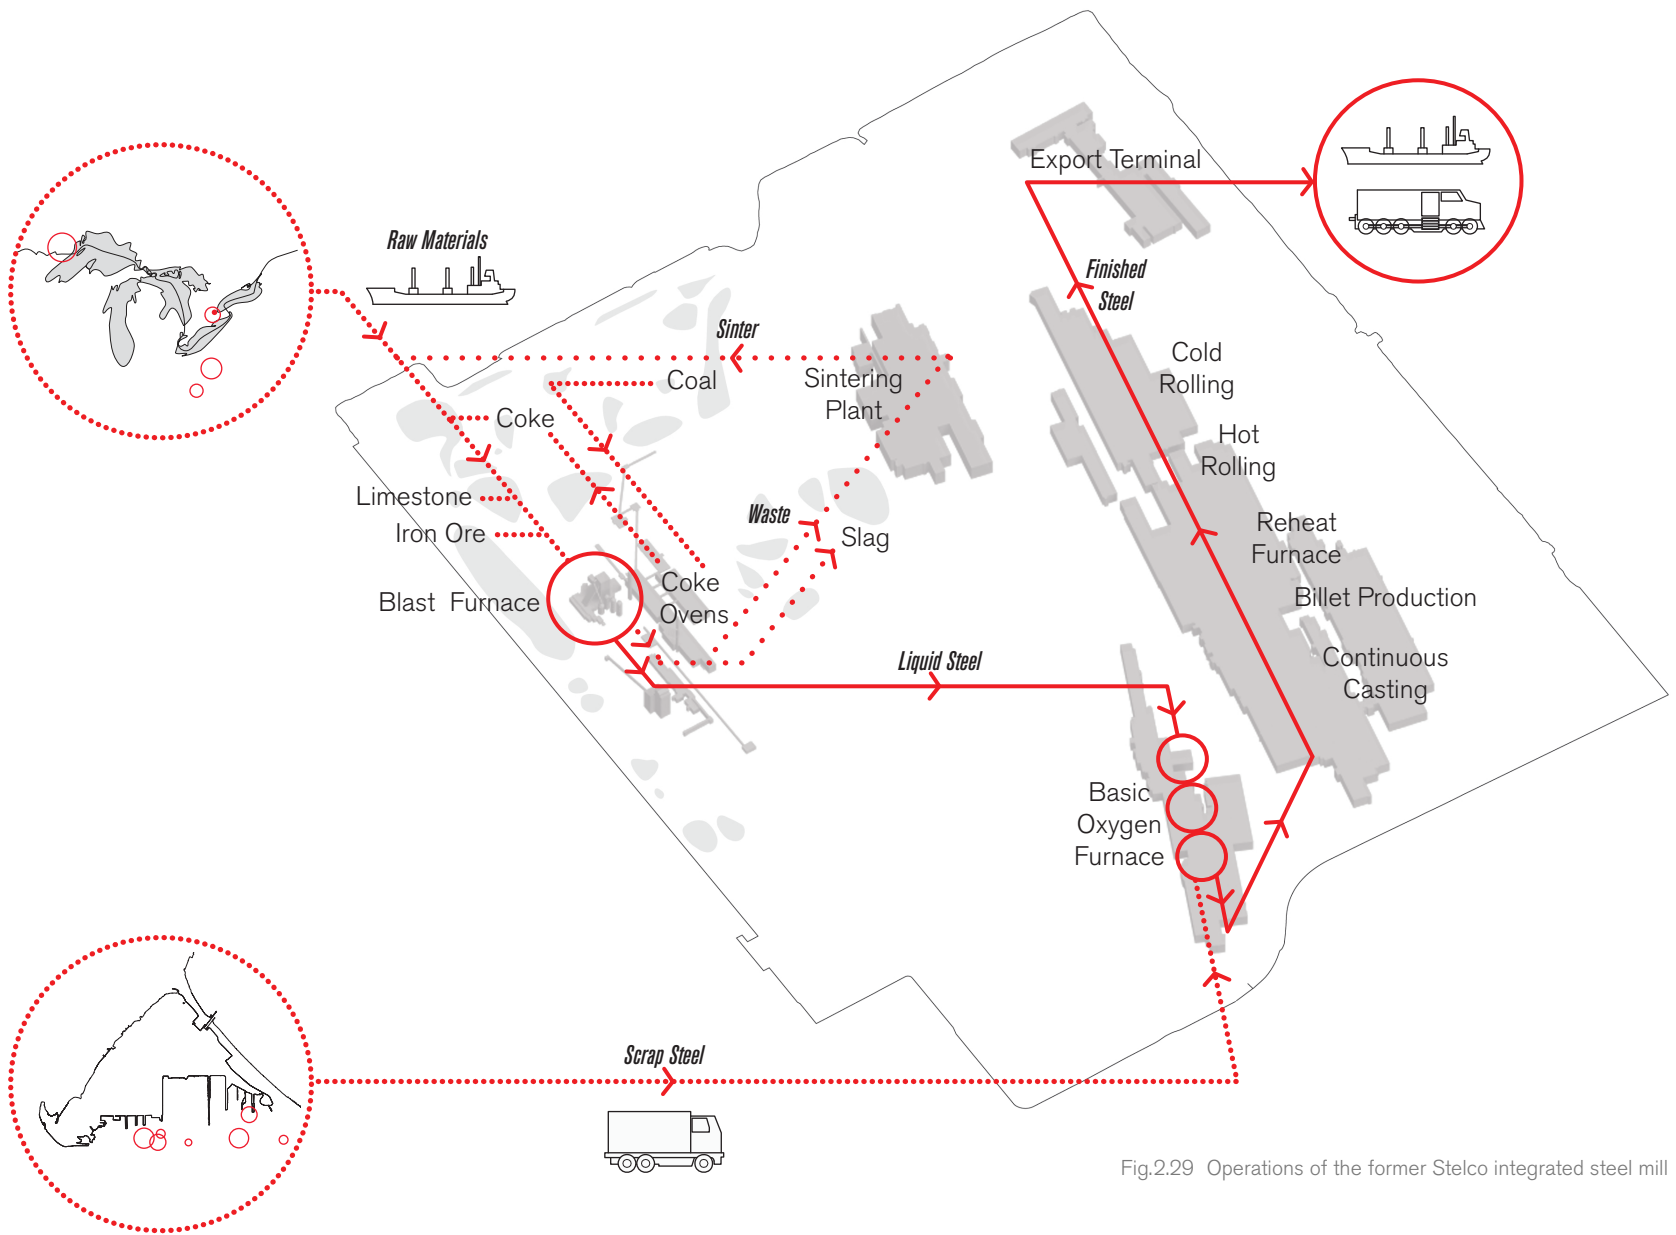 Export Terminal
Raw Materials
Finished
Steel
Sinter
Cold
Rolling
Coal
Sintering
Plant
Coke
Hot
Rolling
Limestone
Iron Ore
Waste
Slag
Reheat
Furnace
Blast Furnace
Coke
Ovens
Billet Production
Liquid Steel
Continuous
Casting
Basic
Oxygen
Furnace
Scrap Steel
Fig.2.29 Operations of the former Stelco integrated steel mill